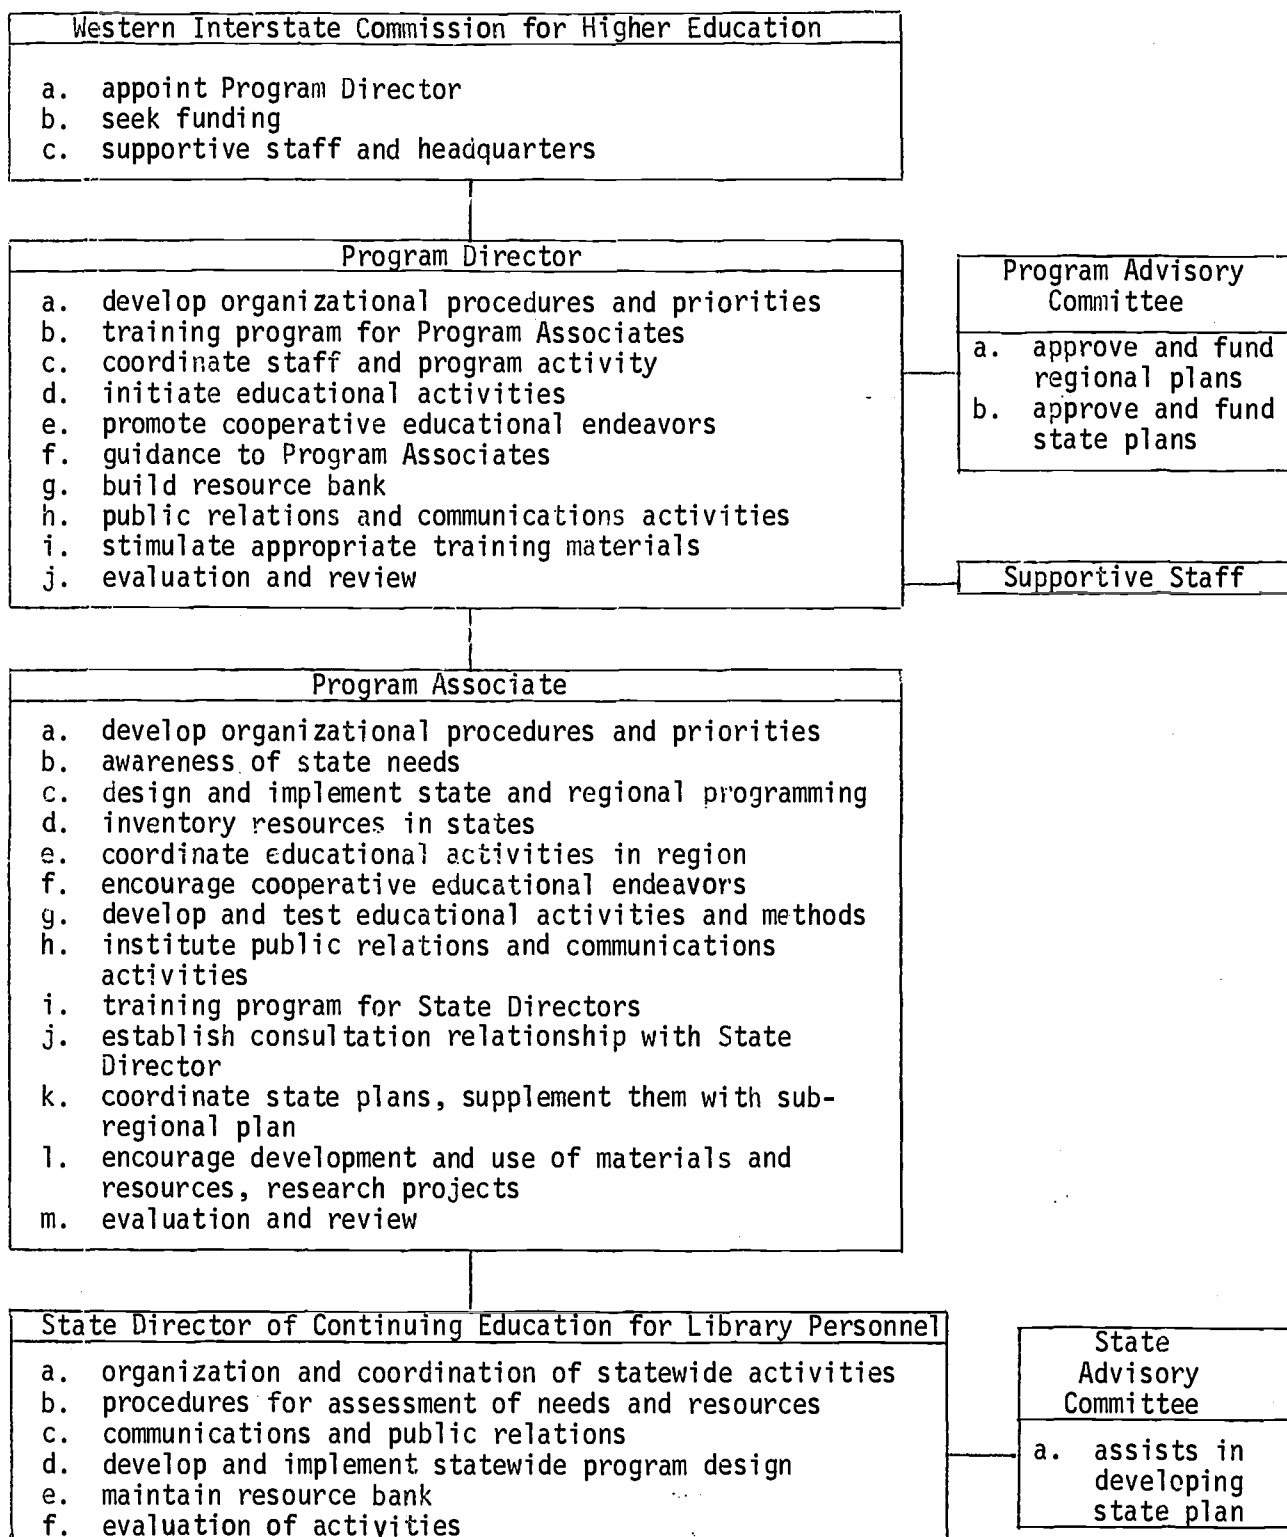 Western Interstate Commission for Higher Education
a. appoint Program Director
b. seek funding
c. supportive staff and headquarters
Program Director
a. develop organizational procedures and priorities
b. training program for Program Associates
c. coordinate staff and program activity
d. initiate educational activities
e. promote cooperative educational endeavors
f. guidance to Program Associates
g. build resource bank
h. public relations and communications activities
i. stimulate appropriate training materials
j. evaluation and review
Program Advisory
Committee
a. approve and fund
regional plans
b. approve and fund
state plans
Supportive Staff
Program Associate
a. develop organizational procedures and priorities
b. awareness of state needs
c. design and implement state and regional programming
d. inventory resources in states
e. coordinate educational activities in region
f. encourage cooperative educational endeavors
g. develop and test educational activities and methods
h. institute public relations and communications
activities
i. training program for State Directors
j. establish consultation relationship with State
Director
k. coordinate state plans, supplement them with sub-
regional plan
l. encourage development and use of materials and
resources, research projects
m. evaluation and review
State Director of Continuing Education for Library Personnel
a. organization and coordination of statewide activities
b. procedures for assessment of needs and resources
c. communications and public relations
d. develop and implement statewide program design
e. maintain resource bank
f. evaluation of activities
State
Advisory
Committee
a. assists in
developing
state plan